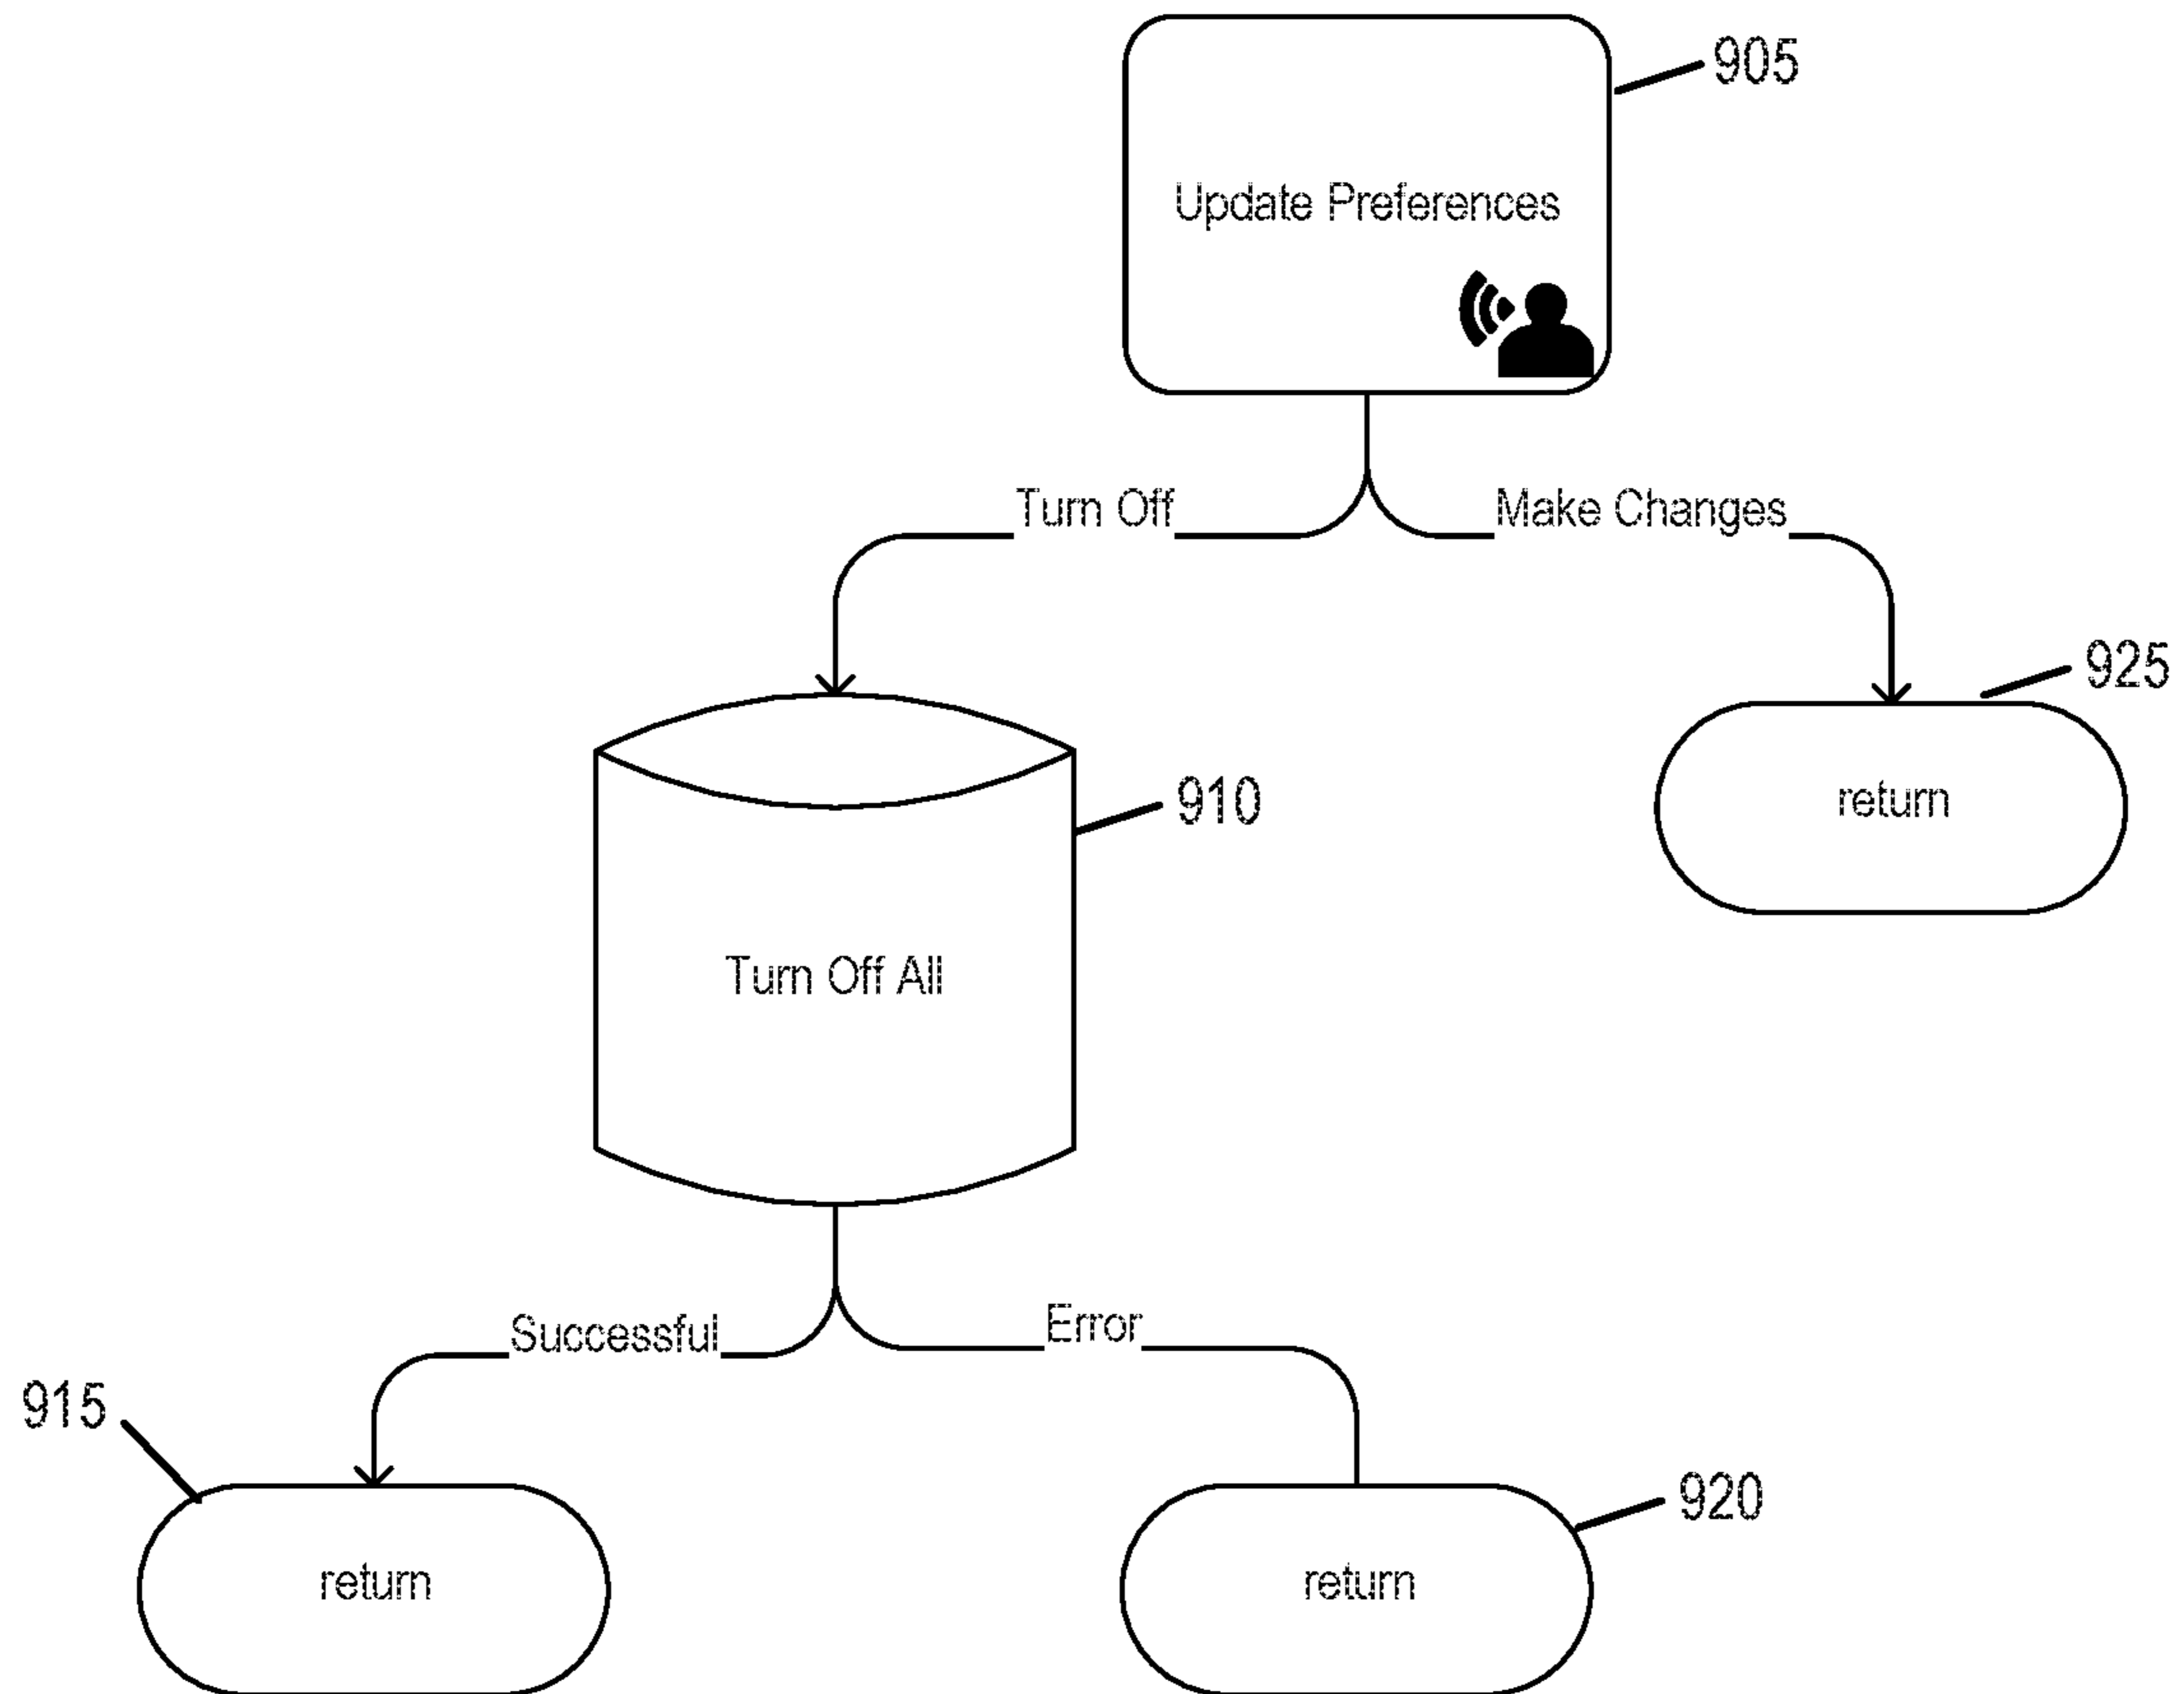 905
Update Preferences
Turn Off
Make Changes
925
return
910
Turn Off All
Successful
Error
915
920
return
return